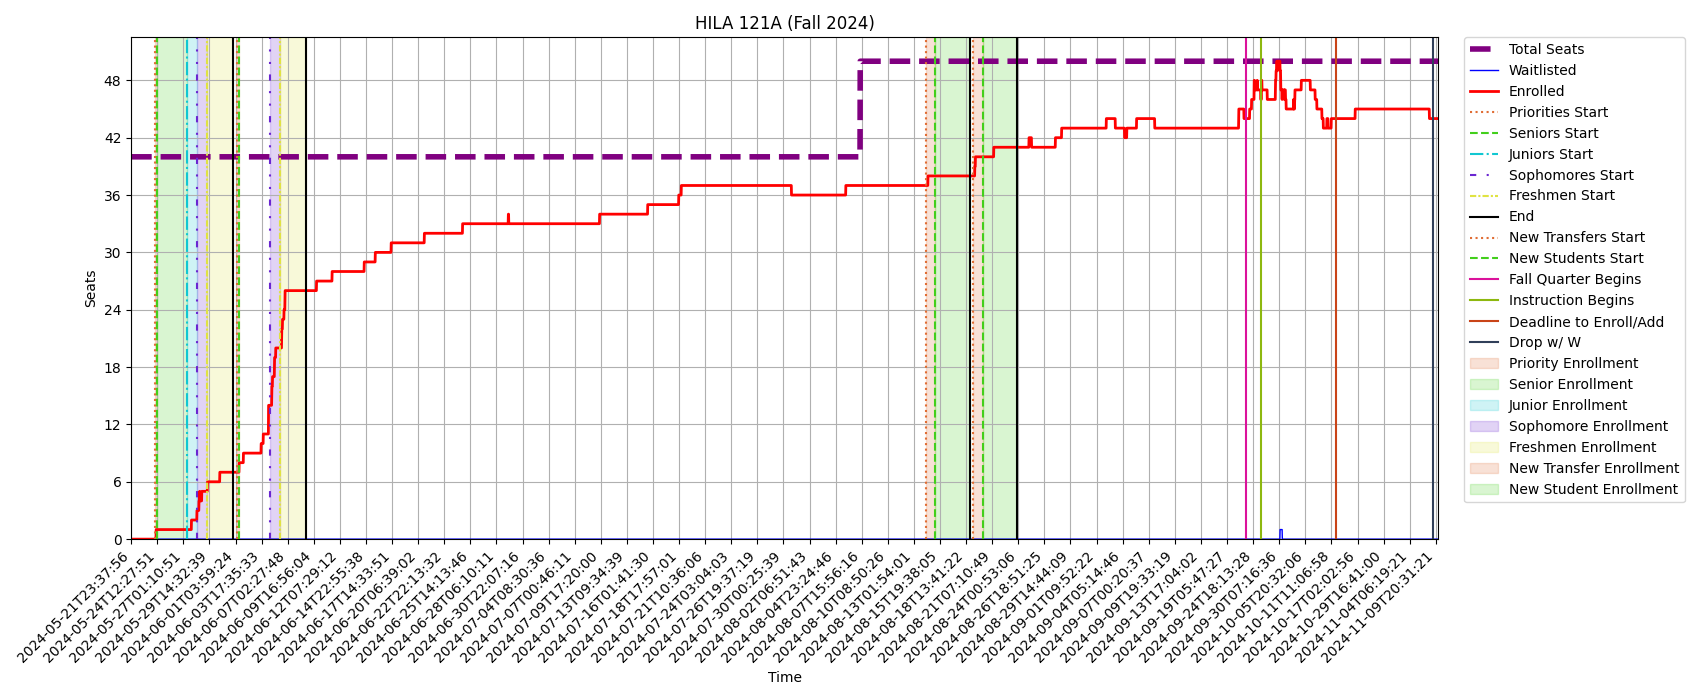 HILA 121A (Fall 2024)
Seats
48
42
36
30
24
18
12
6
0
2024-05-21T23:37:56
2024-05-24T12:27:51
2024-05-27T01:10:51
2024-05-29T14:32:39
2024-06-01T03:59:24
2024-06-03T17:35:33
2024-06-07T02:27:48
2024-06-09T16:56:04
2024-06-12T07:29:12
2024-06-14T22:55:38
2024-06-17T14:33:51
2024-06-20T06:39:02
2024-06-22T22:13:32
2024-06-25T14:13:46
2024-06-28T06:10:11
2024-06-30T22:07:16
2024-07-04T08:30:36
2024-07-07T00:46:11
2024-07-09T17:20:00
2024-07-13T09:34:39
2024-07-16T01:41:30
2024-07-18T17:57:01
2024-07-21T10:36:06
2024-07-24T03:04:03
2024-07-26T19:37:19
2024-07-30T00:25:39
2024-08-02T06:51:43
2024-08-04T23:24:46
2024-08-07T15:56:16
2024-08-10T08:50:26
2024-08-13T01:54:01
2024-08-15T19:38:05
2024-08-18T13:41:22
2024-08-21T07:10:49
2024-08-24T00:53:06
2024-08-26T18:51:25
2024-08-29T14:44:09
2024-09-01T09:52:22
2024-09-04T05:14:46
2024-09-07T00:20:37
2024-09-09T19:33:19
2024-09-13T17:04:02
2024-09-19T05:47:27
2024-09-24T18:13:28
2024-09-30T07:16:36
2024-10-05T20:32:06
2024-10-11T11:06:58
2024-10-17T02:02:56
2024-10-29T16:41:00
2024-11-04T06:19:21
2024-11-09T20:31:21
Time
Total Seats
Waitlisted
Enrolled
Priorities Start
Seniors Start
Juniors Start
Sophomores Start
Freshmen Start
End
New Transfers Start
New Students Start
Fall Quarter Begins
Instruction Begins
Deadline to Enroll/Add
Drop w/ W
Priority Enrollment
Senior Enrollment
Junior Enrollment
Sophomore Enrollment
Freshmen Enrollment
New Transfer Enrollment
New Student Enrollment